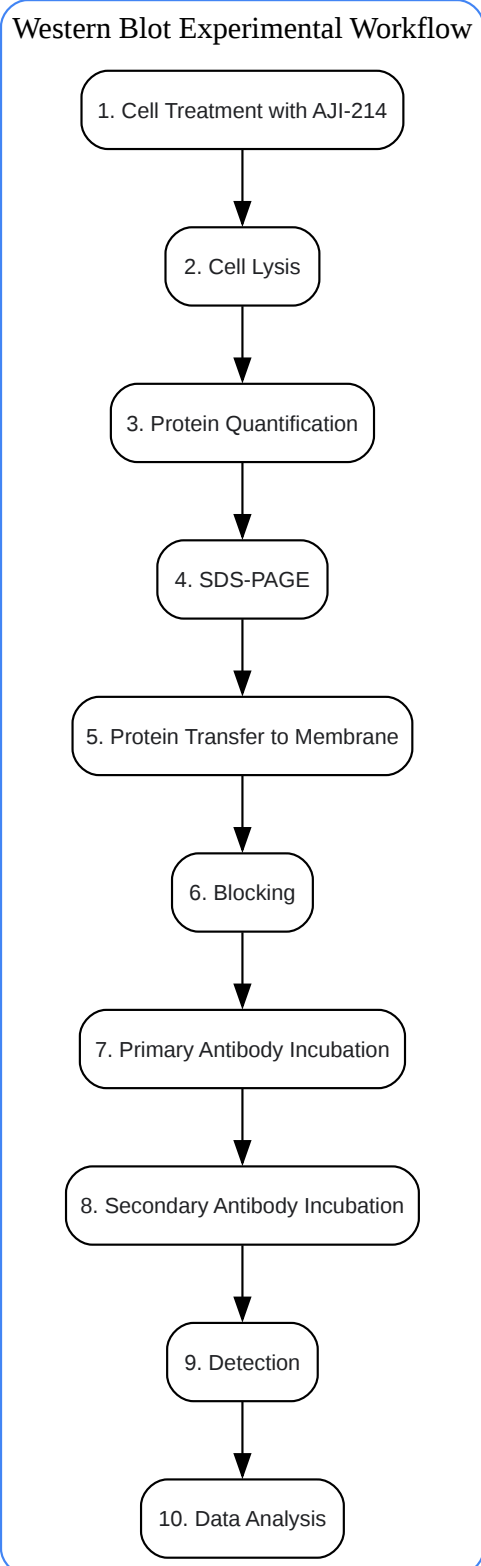 Western Blot Experimental Workflow
1. Cell Treatment with AJI-214
2. Cell Lysis
3. Protein Quantification
4. SDS-PAGE
5. Protein Transfer to Membrane
6. Blocking
7. Primary Antibody Incubation
8. Secondary Antibody Incubation
9. Detection
10. Data Analysis